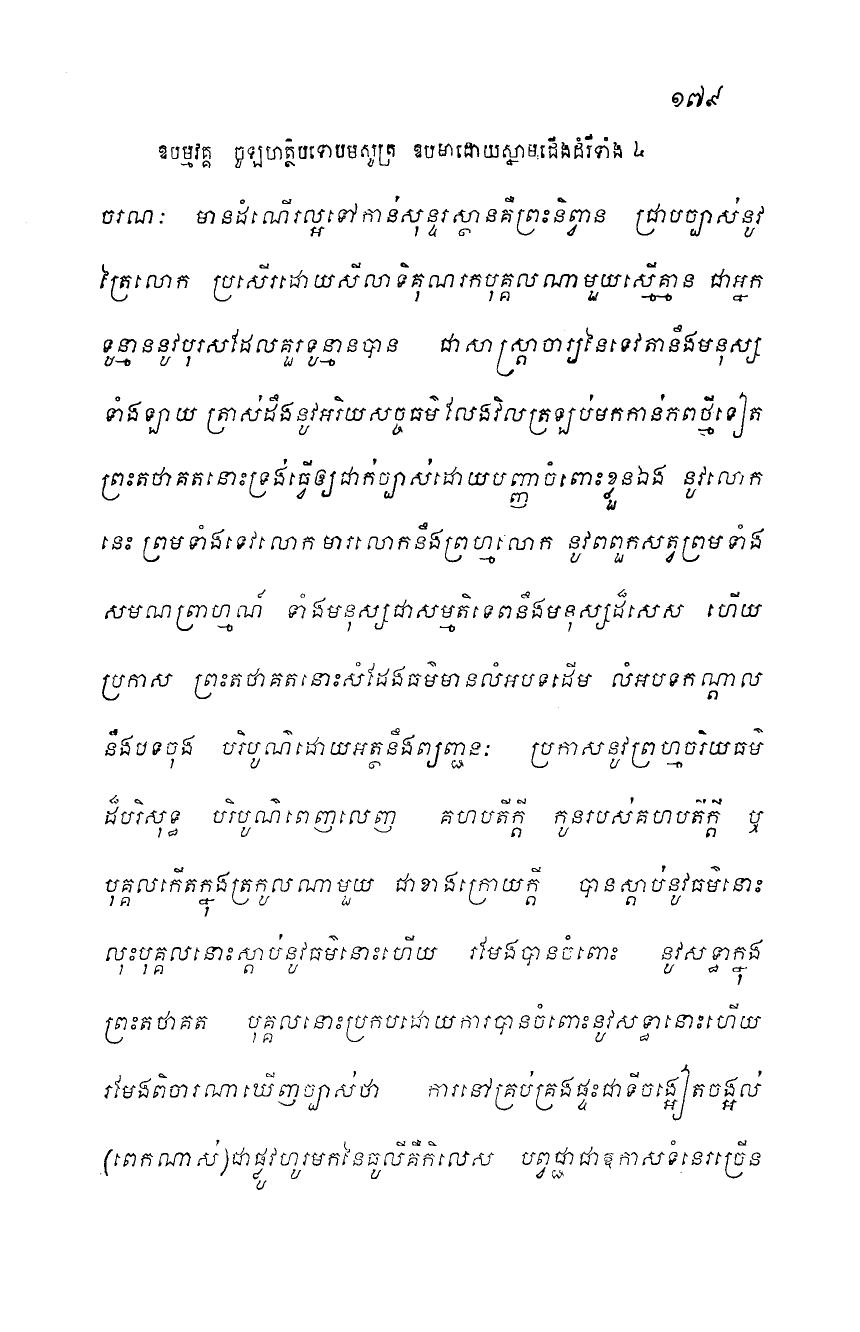 ១៧៩
ឱបម្មវគ្គ ចូឡហត្ថិបទោបមសូត្រ ឧបមាដោយស្នាមជើងដំរីទាំង ៤
ចរណៈ មានដំណើរល្អទៅកាន់សុន្ទរស្ថានគឺព្រះនិព្វាន ជ្រាបច្បាស់នូវ
ត្រៃលោក ប្រសើរដោយសីលាទិគុណរកបុគ្គលណាមួយស្មើគ្មាន ជាអ្នក
ទូន្មាននូវបុរសដែលគួរទូន្មានបាន ជាសាស្ត្រាចារ្យនៃទេវតានឹងមនុស្ស
ទាំងឡាយ ត្រាស់ដឹងនូវអរិយសច្ចធម៌ លែងវិលត្រឡប់មកកាន់ភពថ្មីទៀត
ព្រះតថាគតនោះទ្រង់ធ្វើឲ្យជាក់ច្បាស់ដោយបញ្ញាចំពោះខ្លួនឯង នូវលោក
នេះ ព្រមទាំងទេវលោក មារលោកនឹងព្រហ្មលោក នូវពពួកសត្វព្រមទាំង
សមណព្រាហ្មណ៍ ទាំងមនុស្សជាសម្មតិទេពនឹងមនុស្សដ៏សេស ហើយ
ប្រកាស ព្រះតថាគតនោះសំដែងធម៌មានលំអបទដើម លំអបទកណ្តាល
នឹងបទចុង បរិបូណ៌ដោយអត្ថនឹងព្យញ្ជនៈ ប្រកាសនូវព្រហ្មចរិយធម៌
ដ៏បរិសុទ្ធ បរិបូណ៌ពេញលេញ គហបតីក្តី កូនរបស់គហបតីក្តី ឬ
បុគ្គលកើតក្នុងត្រកូលណាមួយ ជាខាងក្រោយក្តី បានស្តាប់នូវធម៌នោះ
លុះបុគ្គលនោះស្តាប់នូវធម៌នោះហើយ រមែងបានចំពោះ នូវសទ្ធាក្នុង
ព្រះតថាគត បុគ្គលនោះប្រកបដោយការបានចំពោះនូវសទ្ធានោះហើយ
រមែងពិចារណាឃើញច្បាស់ថា ការនៅគ្រប់គ្រងផ្ទះជាទីចង្អៀតចង្អល់
(ពេកណាស់)ជាផ្លូវហូរមកនៃធូលីគឺកិលេស បព្វជ្ជាជាឱកាសទំនេរច្រើន